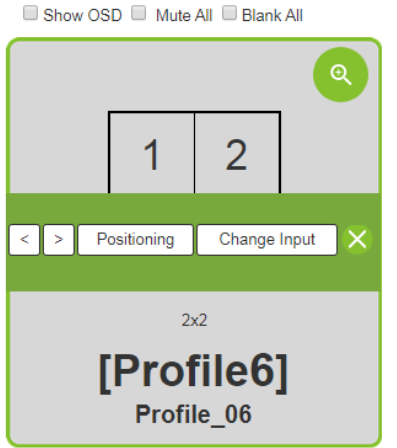 Show OSD Mute All Blank All
1 2
< > Positioning Change Input
2x2
[Profile6]
Profile_06